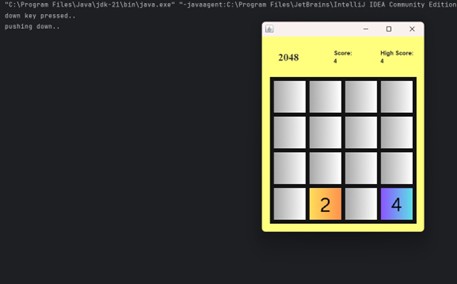 "C:\Program Files\Java\jdk-21\bin\java.exe" "-javaagent:C:\Program Files\JetBrains\IntelliJ IDEA Community Edition
down key pressed..
pushing down..
2048
Score:
4
High Score:
4
2
4